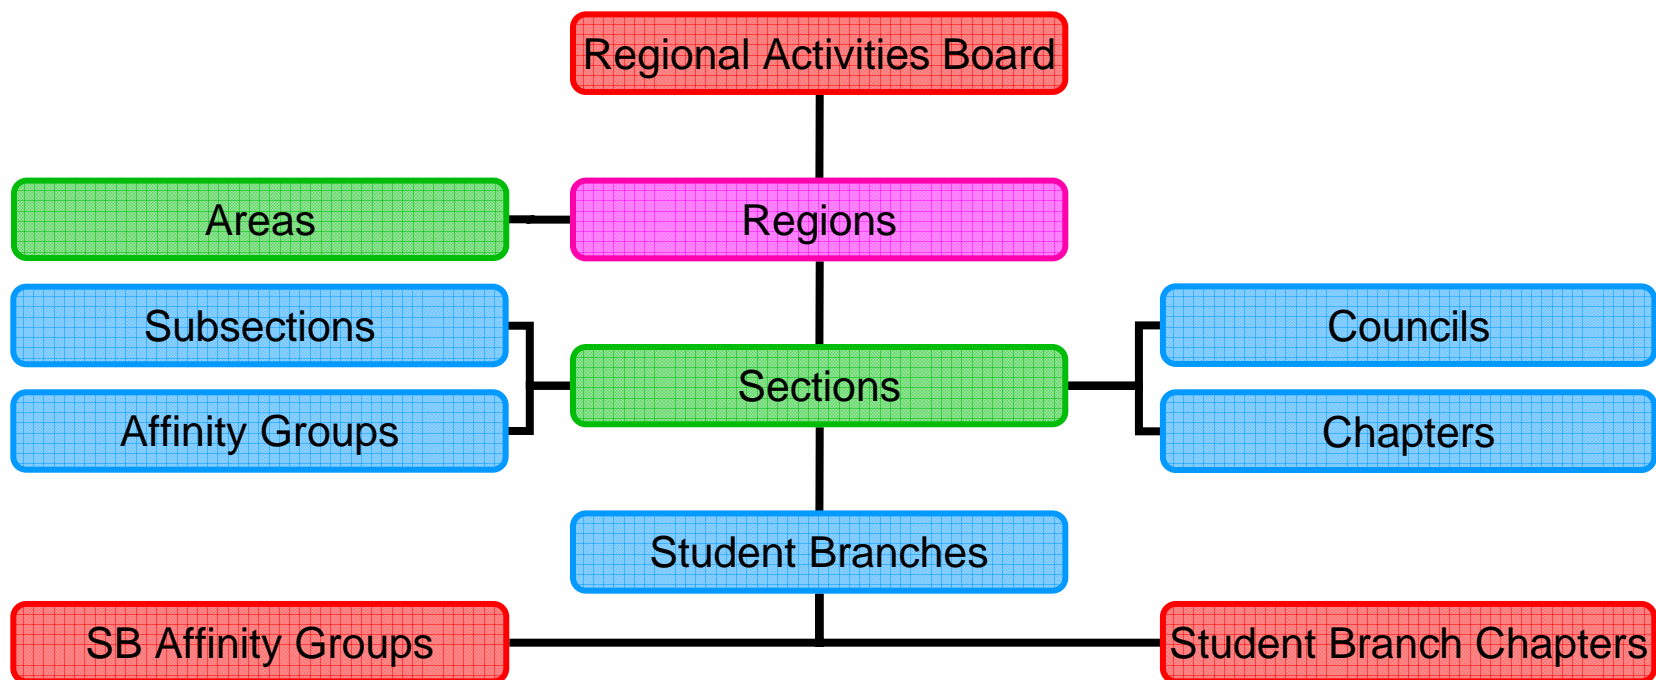 Regional Activities Board
Areas
Regions
Subsections
Councils
Sections
Affinity Groups
Chapters
Student Branches
SB Affinity Groups
Student Branch Chapters